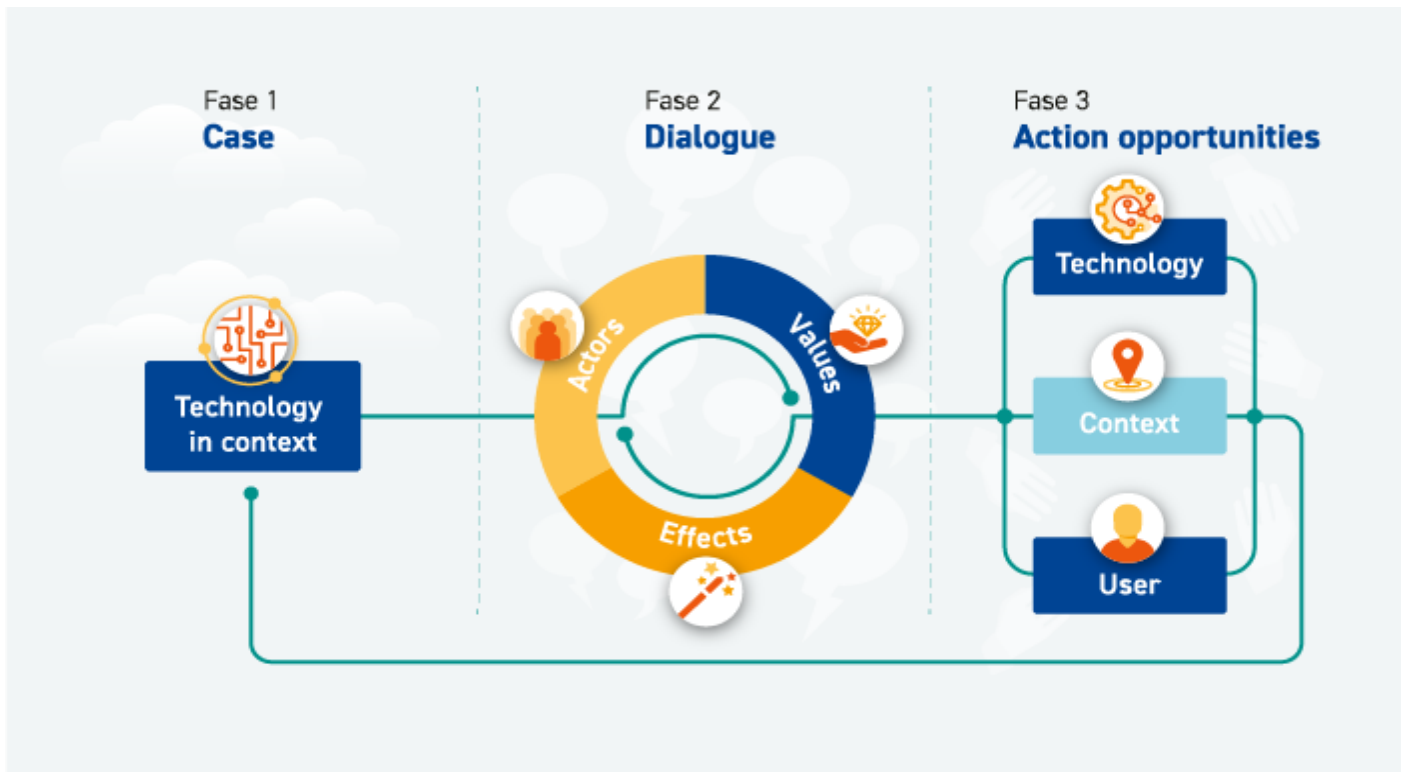 Fase 1
Case
Technology
in context
Fase 2
Dialogue
Actors
Values
Effects
Fase 3
Action opportunities
Technology
Context
User